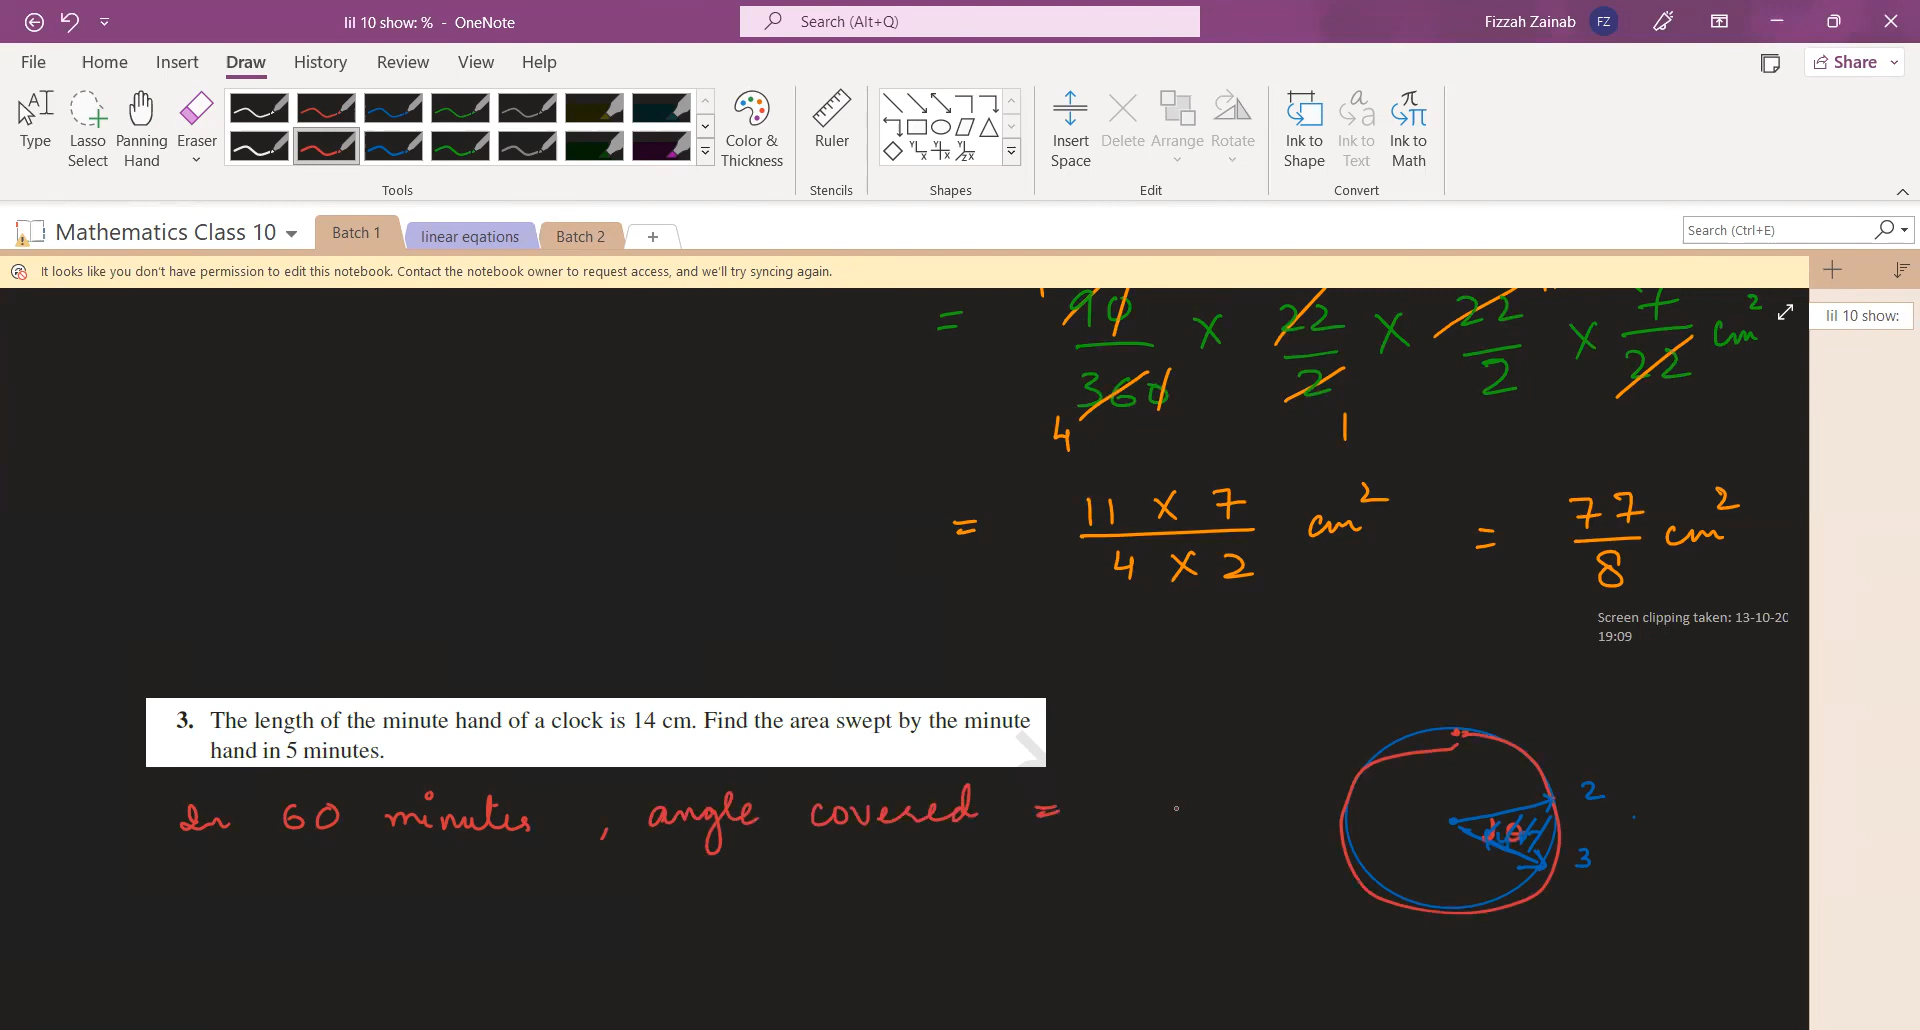 lil 10 show: % - OneNote
Search (Alt+Q)
Fizzah Zainab FZ
File Home Insert Draw History Review View Help
Share
Type
Lasso Select
Panning Hand
Eraser
Color & Thickness
Ruler
Insert Space
Delete
Arrange
Rotate
Ink to Shape
Ink to Text
Ink to Math
Tools
Stencils
Shapes
Edit
Convert
Mathematics Class 10
Batch 1
linear eqations
Batch 2
Search (Ctrl+E)
It looks like you don't have permission to edit this notebook. Contact the notebook owner to request access, and we'll try syncing again.
lil 10 show:
= 90/360 × 22/2 × 22/2 × 7/22 cm²
4 1
= 11 × 7 / 4 × 2 cm² = 77/8 cm²
Screen clipping taken: 13-10-20
19:09
3. The length of the minute hand of a clock is 14 cm. Find the area swept by the minute
hand in 5 minutes.
In 60 minutes , angle covered =
2
3